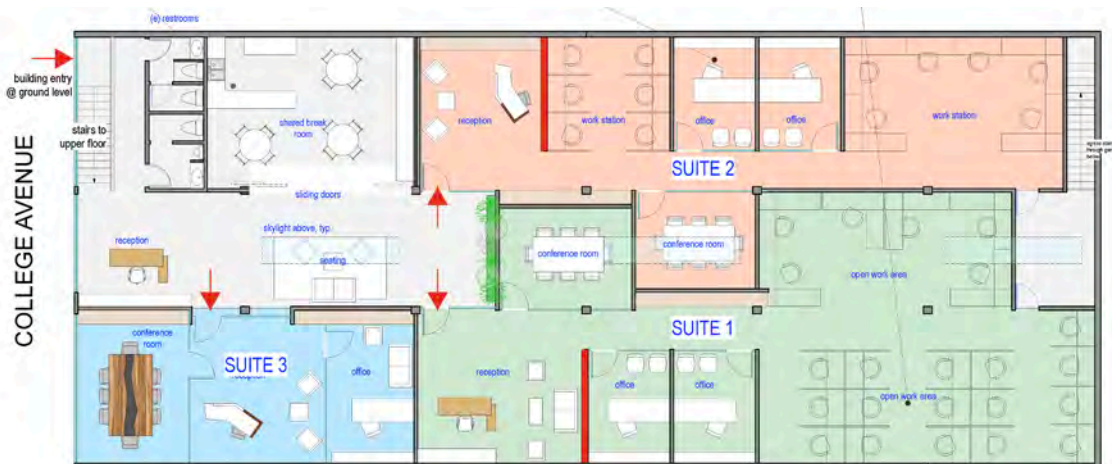 (e) restrooms
building entry
@ ground level
stairs to
upper floor
COLLEGE AVENUE
shared break
room
sliding doors
skylight above, typ.
seating
reception
reception
work station
office
office
work station
SUITE 2
conference room
conference room
open work area
SUITE 1
conference
room
SUITE 3
office
reception
office
office
open work area